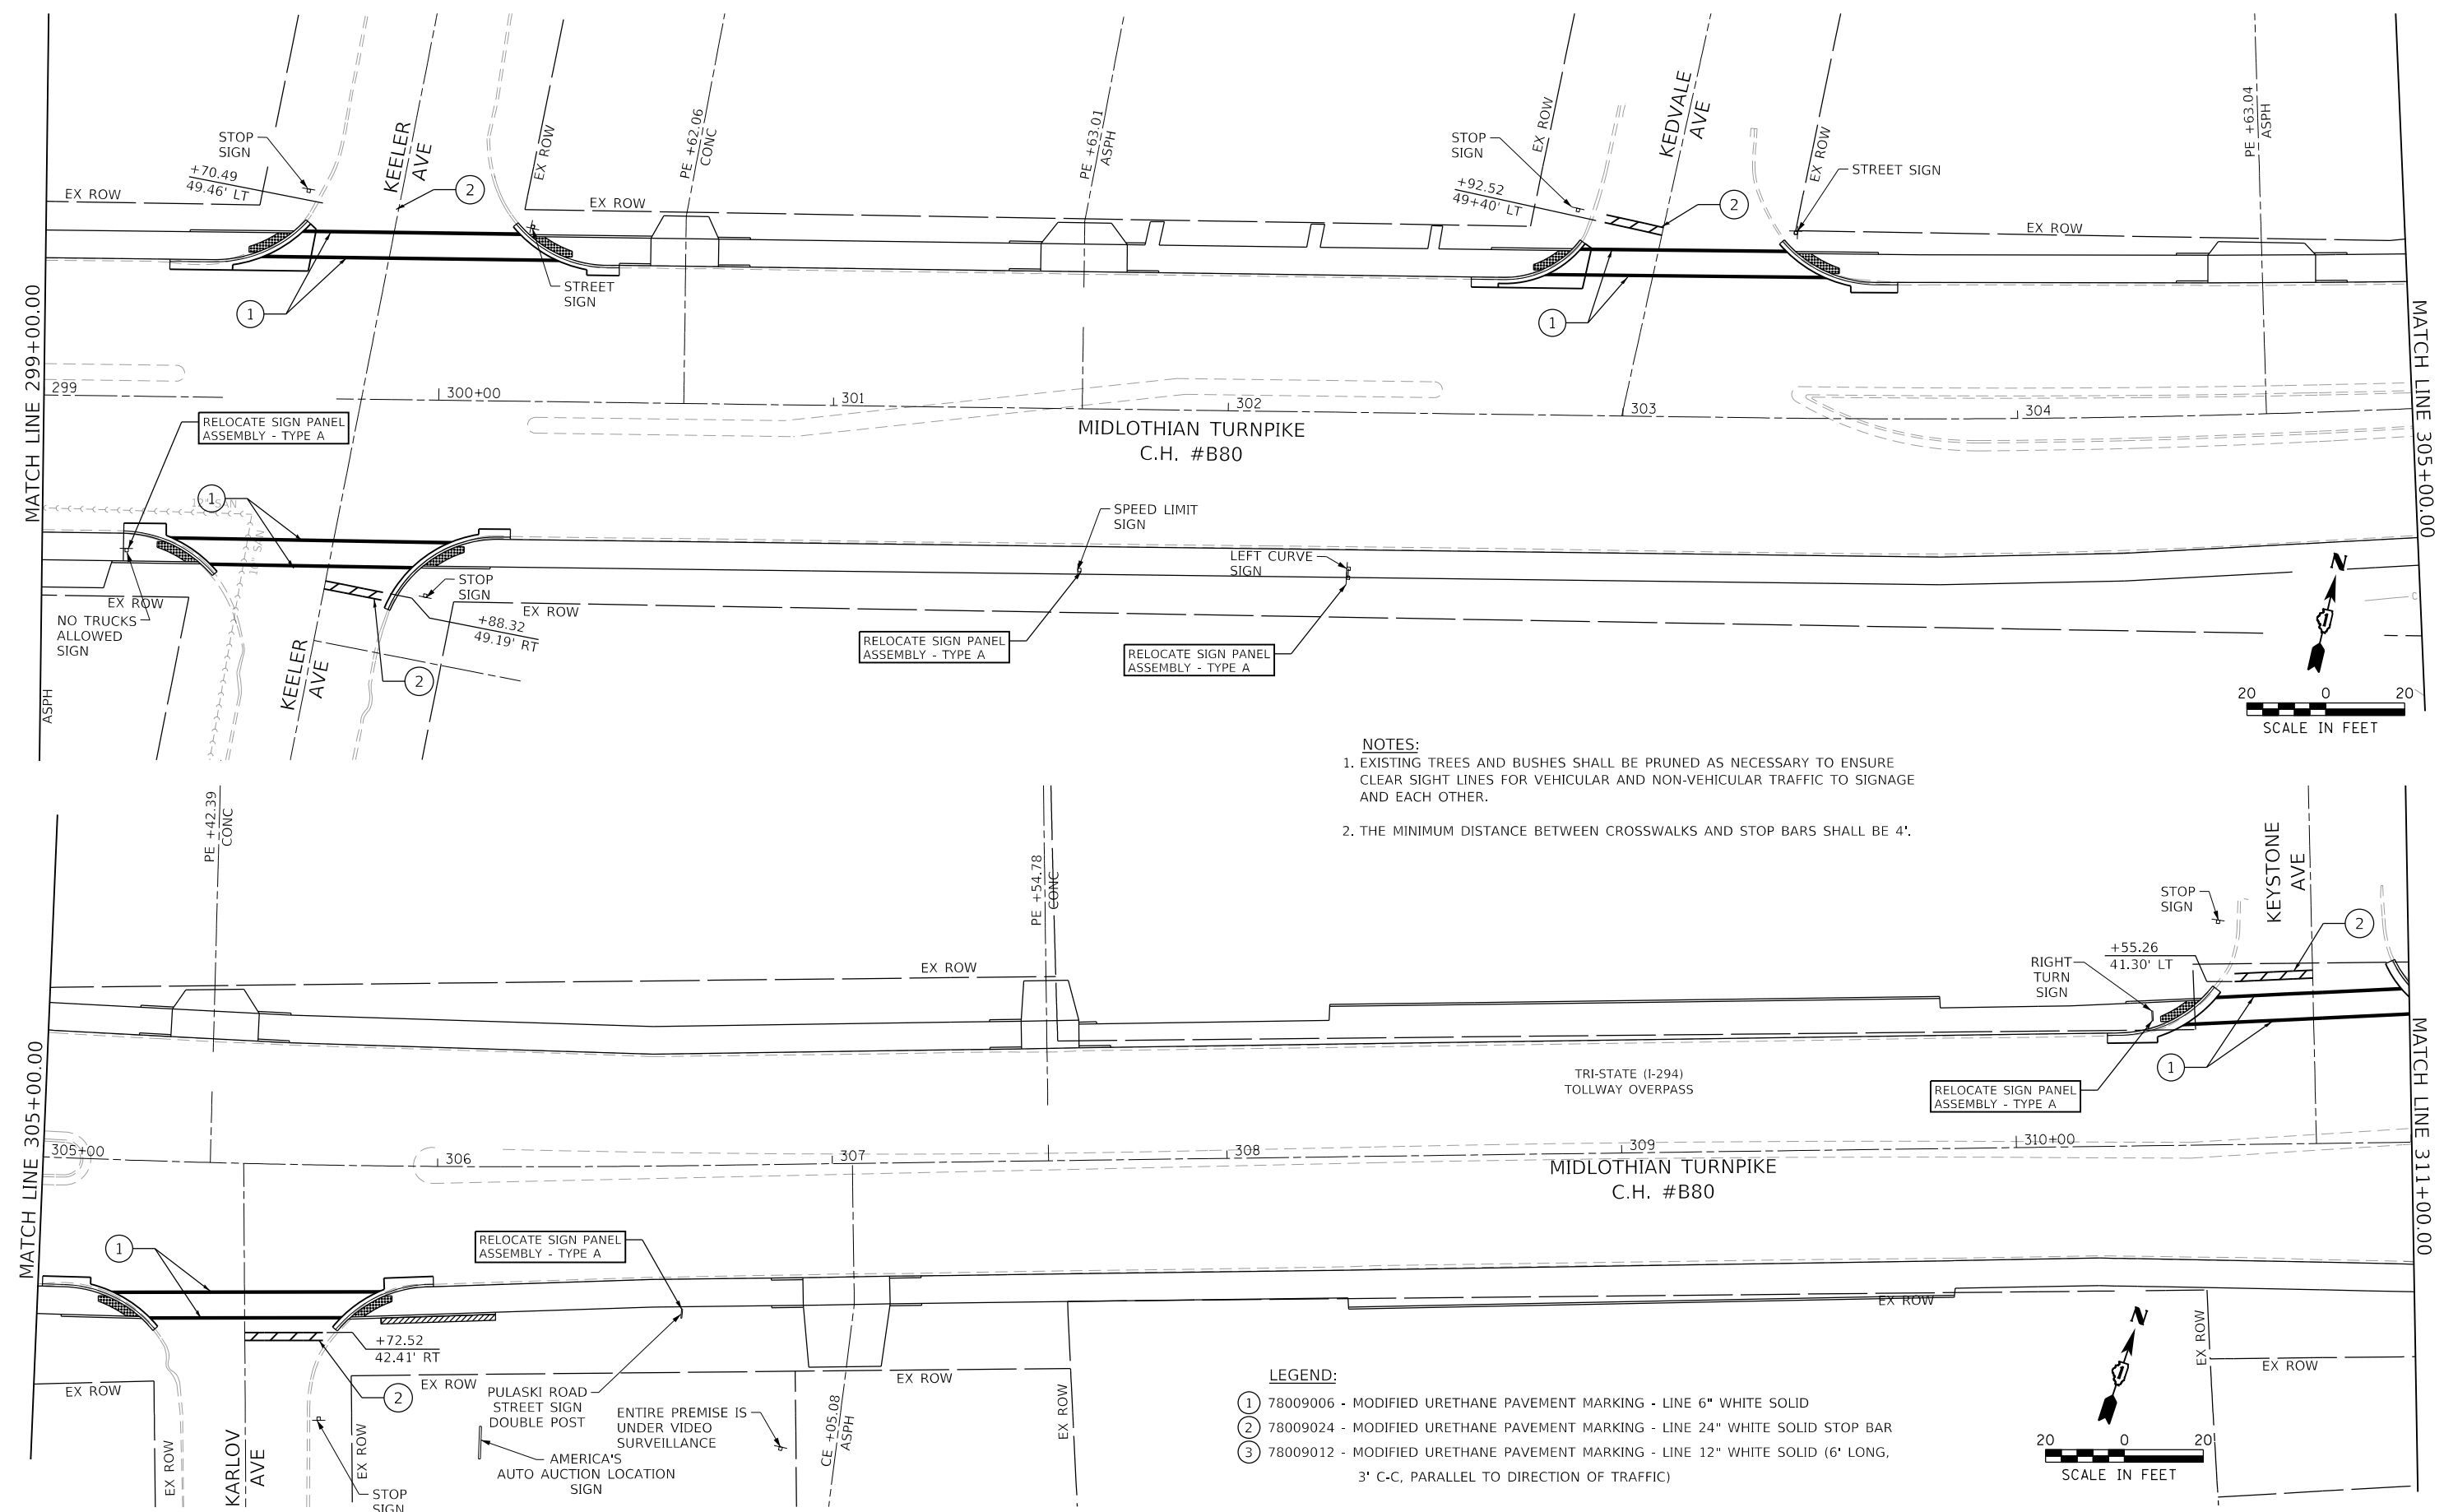 MATCH LINE 299+00.00
STOP
SIGN
+70.49
49.46' LT
EX ROW
KEELER
AVE
2
EX ROW
EX ROW
STREET
SIGN
1
PE +62.06
CONC
PE +63.01
ASPH
STOP
SIGN
+92.52
49+40' LT
EX ROW
KEDVALE
AVE
2
EX ROW
STREET SIGN
EX ROW
1
PE +63.04
ASPH
MATCH LINE 305+00.00
299
300+00
301
302
303
304
MIDLOTHIAN TURNPIKE
C.H. #B80
RELOCATE SIGN PANEL
ASSEMBLY - TYPE A
1
12" SAN
SAN
NO TRUCKS
ALLOWED
SIGN
EX ROW
ASPH
KEELER
AVE
STOP
SIGN
EX ROW
+88.32
49.19' RT
2
SPEED LIMIT
SIGN
RELOCATE SIGN PANEL
ASSEMBLY - TYPE A
LEFT CURVE
SIGN
RELOCATE SIGN PANEL
ASSEMBLY - TYPE A
C
N
20 0 20
SCALE IN FEET
NOTES:
1. EXISTING TREES AND BUSHES SHALL BE PRUNED AS NECESSARY TO ENSURE
CLEAR SIGHT LINES FOR VEHICULAR AND NON-VEHICULAR TRAFFIC TO SIGNAGE
AND EACH OTHER.
2. THE MINIMUM DISTANCE BETWEEN CROSSWALKS AND STOP BARS SHALL BE 4'.
MATCH LINE 305+00.00
PE +42.39
CONC
EX ROW
PE +54.78
CONC
STOP
SIGN
KEYSTONE
AVE
2
+55.26
41.30' LT
RIGHT
TURN
SIGN
1
RELOCATE SIGN PANEL
ASSEMBLY - TYPE A
TRI-STATE (I-294)
TOLLWAY OVERPASS
MATCH LINE 311+00.00
305+00
306
307
308
309
310+00
MIDLOTHIAN TURNPIKE
C.H. #B80
1
RELOCATE SIGN PANEL
ASSEMBLY - TYPE A
+72.52
42.41' RT
2
EX ROW
EX ROW
KARLOV
AVE
EX ROW
STOP
SIGN
EX ROW
PULASKI ROAD
STREET SIGN
DOUBLE POST
AMERICA'S
AUTO AUCTION LOCATION
SIGN
ENTIRE PREMISE IS
UNDER VIDEO
SURVEILLANCE
CE +05.08
ASPH
EX ROW
EX ROW
EX ROW
EX ROW
EX ROW
LEGEND:
1 78009006 - MODIFIED URETHANE PAVEMENT MARKING - LINE 6" WHITE SOLID
2 78009024 - MODIFIED URETHANE PAVEMENT MARKING - LINE 24" WHITE SOLID STOP BAR
3 78009012 - MODIFIED URETHANE PAVEMENT MARKING - LINE 12" WHITE SOLID (6' LONG,
3' C-C, PARALLEL TO DIRECTION OF TRAFFIC)
N
20 0 20
SCALE IN FEET